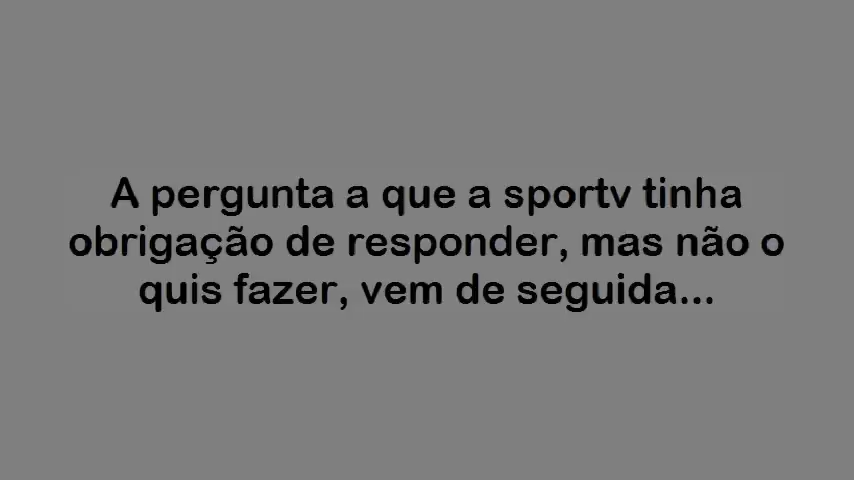 A pergunta a que a sportv tinha
obrigação de responder, mas não o
quis fazer, vem de seguida...